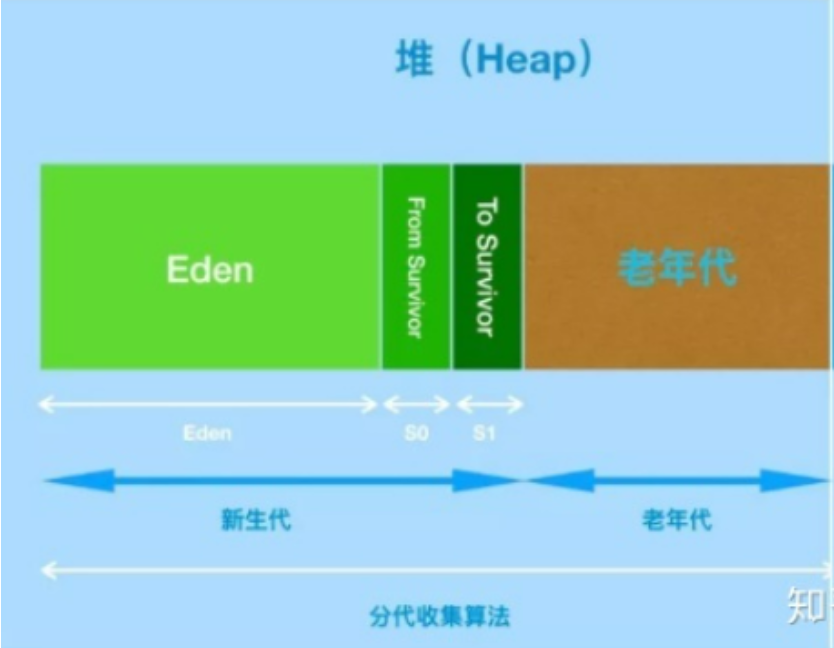 堆（Heap）
Eden
From Survivor
To Survivor
老年代
Eden
S0
S1
新生代
老年代
分代收集算法
知